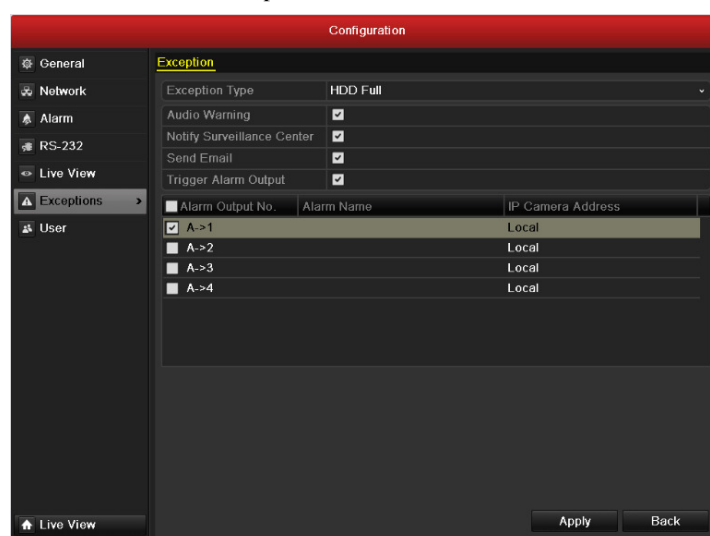 Configuration
General
Network
Alarm
RS-232
Live View
Exceptions
User
Live View
Exception
Exception Type HDD Full
Audio Warning
Notify Surveillance Center
Send Email
Trigger Alarm Output
Alarm Output No. Alarm Name IP Camera Address
A->1 Local
A->2 Local
A->3 Local
A->4 Local
Apply Back